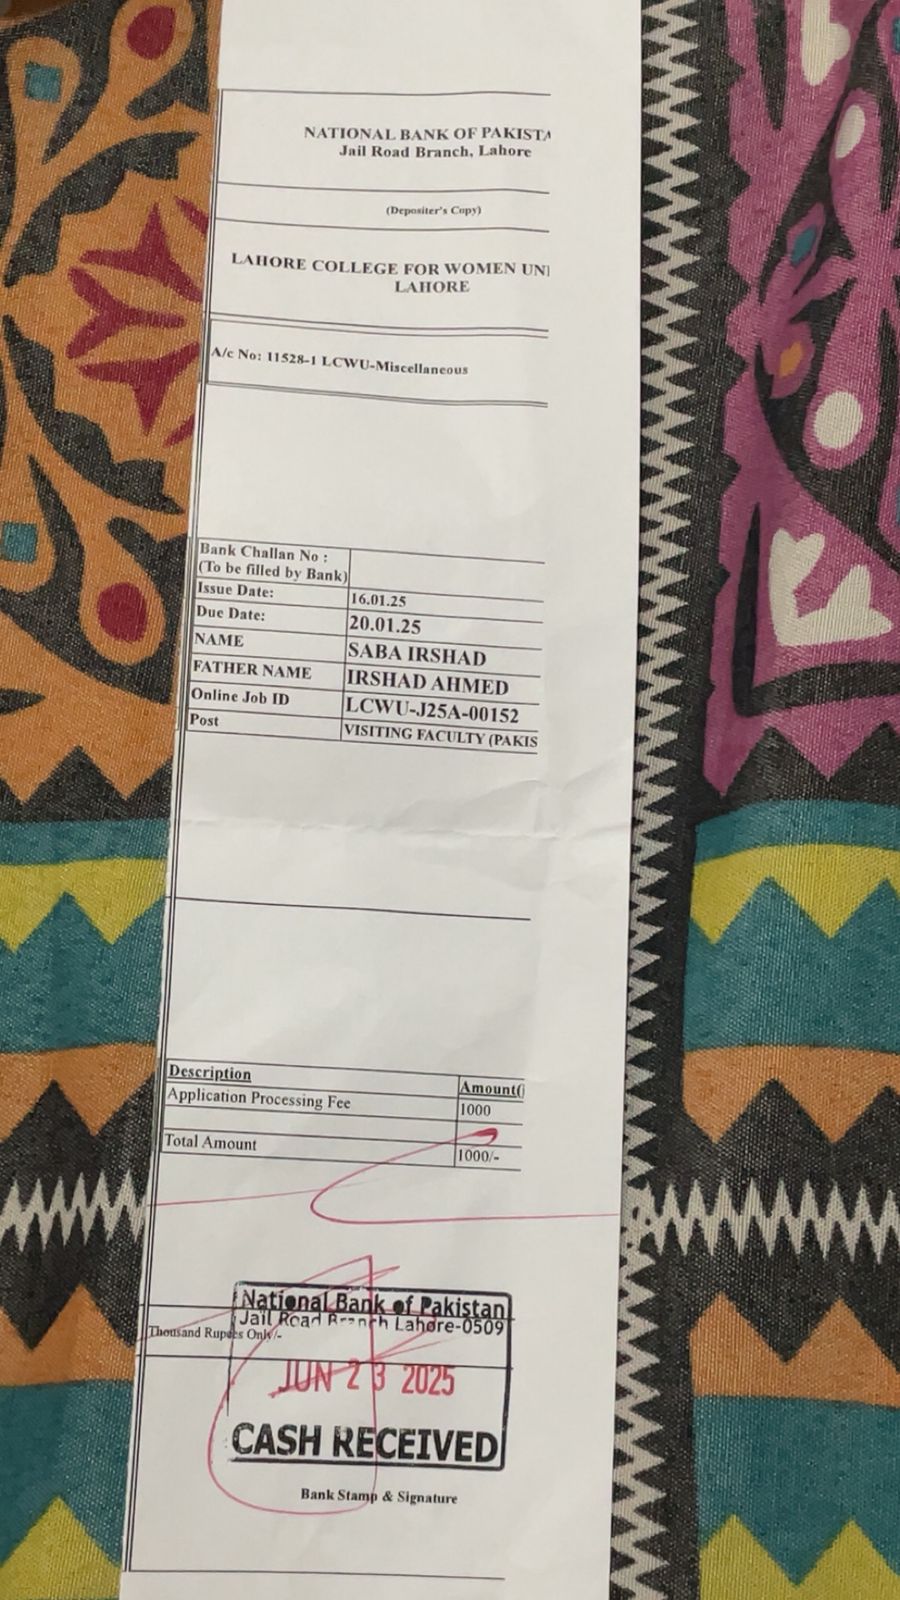 NATIONAL BANK OF PAKISTA
Jail Road Branch, Lahore
(Depositer's Copy)
LAHORE COLLEGE FOR WOMEN UNI
LAHORE
A/c No: 11528-1 LCWU-Miscellaneous
Bank Challan No :
(To be filled by Bank)
Issue Date: 16.01.25
Due Date: 20.01.25
NAME SABA IRSHAD
FATHER NAME IRSHAD AHMED
Online Job ID LCWU-J25A-00152
Post VISITING FACULTY (PAKIS
Description Amount(
Application Processing Fee 1000
Total Amount 1000/-
National Bank of Pakistan
Jail Road Branch Lahore-0509
Thousand Rupees Only/-
JUN 23 2025
CASH RECEIVED
Bank Stamp & Signature